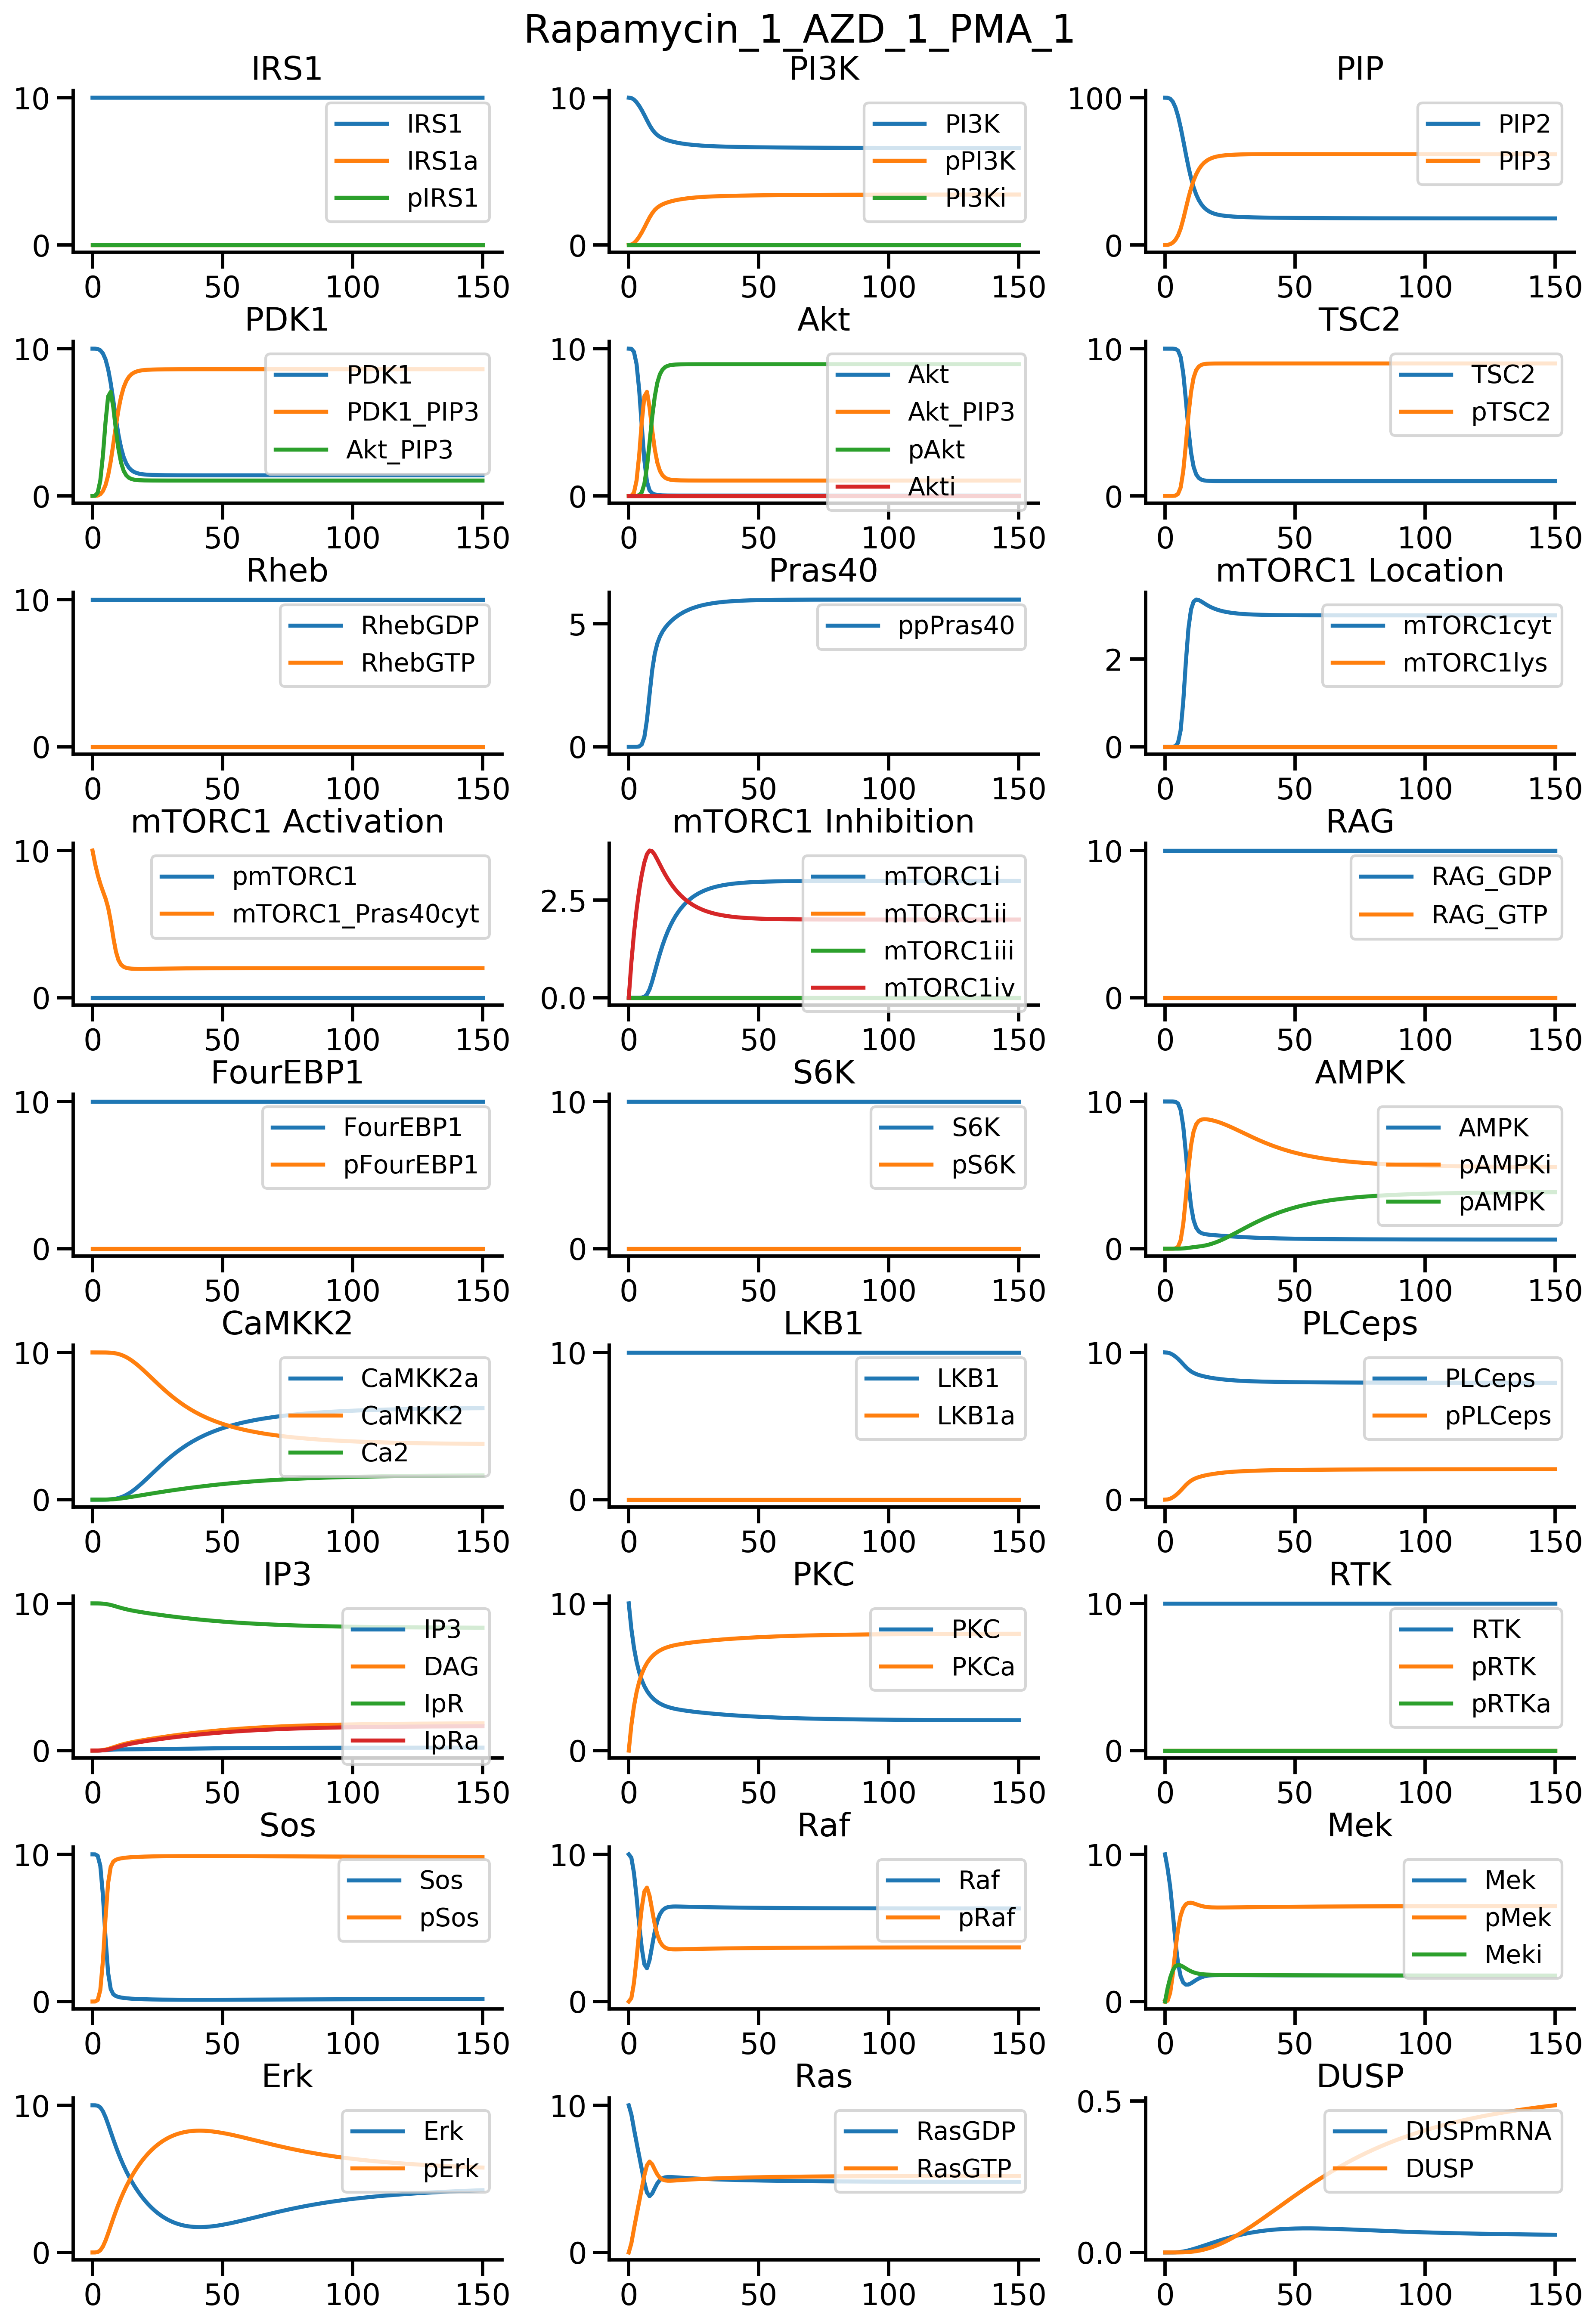 Rapamycin_1_AZD_1_PMA_1
IRS1
10
0
0 50 100 150
IRS1
IRS1a
pIRS1
PI3K
10
0
0 50 100 150
PI3K
pPI3K
PI3Ki
PIP
100
0
0 50 100 150
PIP2
PIP3
PDK1
10
0
0 50 100 150
PDK1
PDK1_PIP3
Akt_PIP3
Akt
10
0
0 50 100 150
Akt
Akt_PIP3
pAkt
Akti
TSC2
10
0
0 50 100 150
TSC2
pTSC2
Rheb
10
0
0 50 100 150
RhebGDP
RhebGTP
Pras40
5
0
0 50 100 150
ppPras40
mTORC1 Location
2
0
0 50 100 150
mTORC1cyt
mTORC1lys
mTORC1 Activation
10
0
0 50 100 150
pmTORC1
mTORC1_Pras40cyt
mTORC1 Inhibition
2.5
0.0
0 50 100 150
mTORC1i
mTORC1ii
mTORC1iii
mTORC1iv
RAG
10
0
0 50 100 150
RAG_GDP
RAG_GTP
FourEBP1
10
0
0 50 100 150
FourEBP1
pFourEBP1
S6K
10
0
0 50 100 150
S6K
pS6K
AMPK
10
0
0 50 100 150
AMPK
pAMPKi
pAMPK
CaMKK2
10
0
0 50 100 150
CaMKK2a
CaMKK2
Ca2
LKB1
10
0
0 50 100 150
LKB1
LKB1a
PLCeps
10
0
0 50 100 150
PLCeps
pPLCeps
IP3
10
0
0 50 100 150
IP3
DAG
IpR
IpRa
PKC
10
0
0 50 100 150
PKC
PKCa
RTK
10
0
0 50 100 150
RTK
pRTK
pRTKa
Sos
10
0
0 50 100 150
Sos
pSos
Raf
10
0
0 50 100 150
Raf
pRaf
Mek
10
0
0 50 100 150
Mek
pMek
Meki
Erk
10
0
0 50 100 150
Erk
pErk
Ras
10
0
0 50 100 150
RasGDP
RasGTP
DUSP
0.5
0.0
0 50 100 150
DUSPmRNA
DUSP